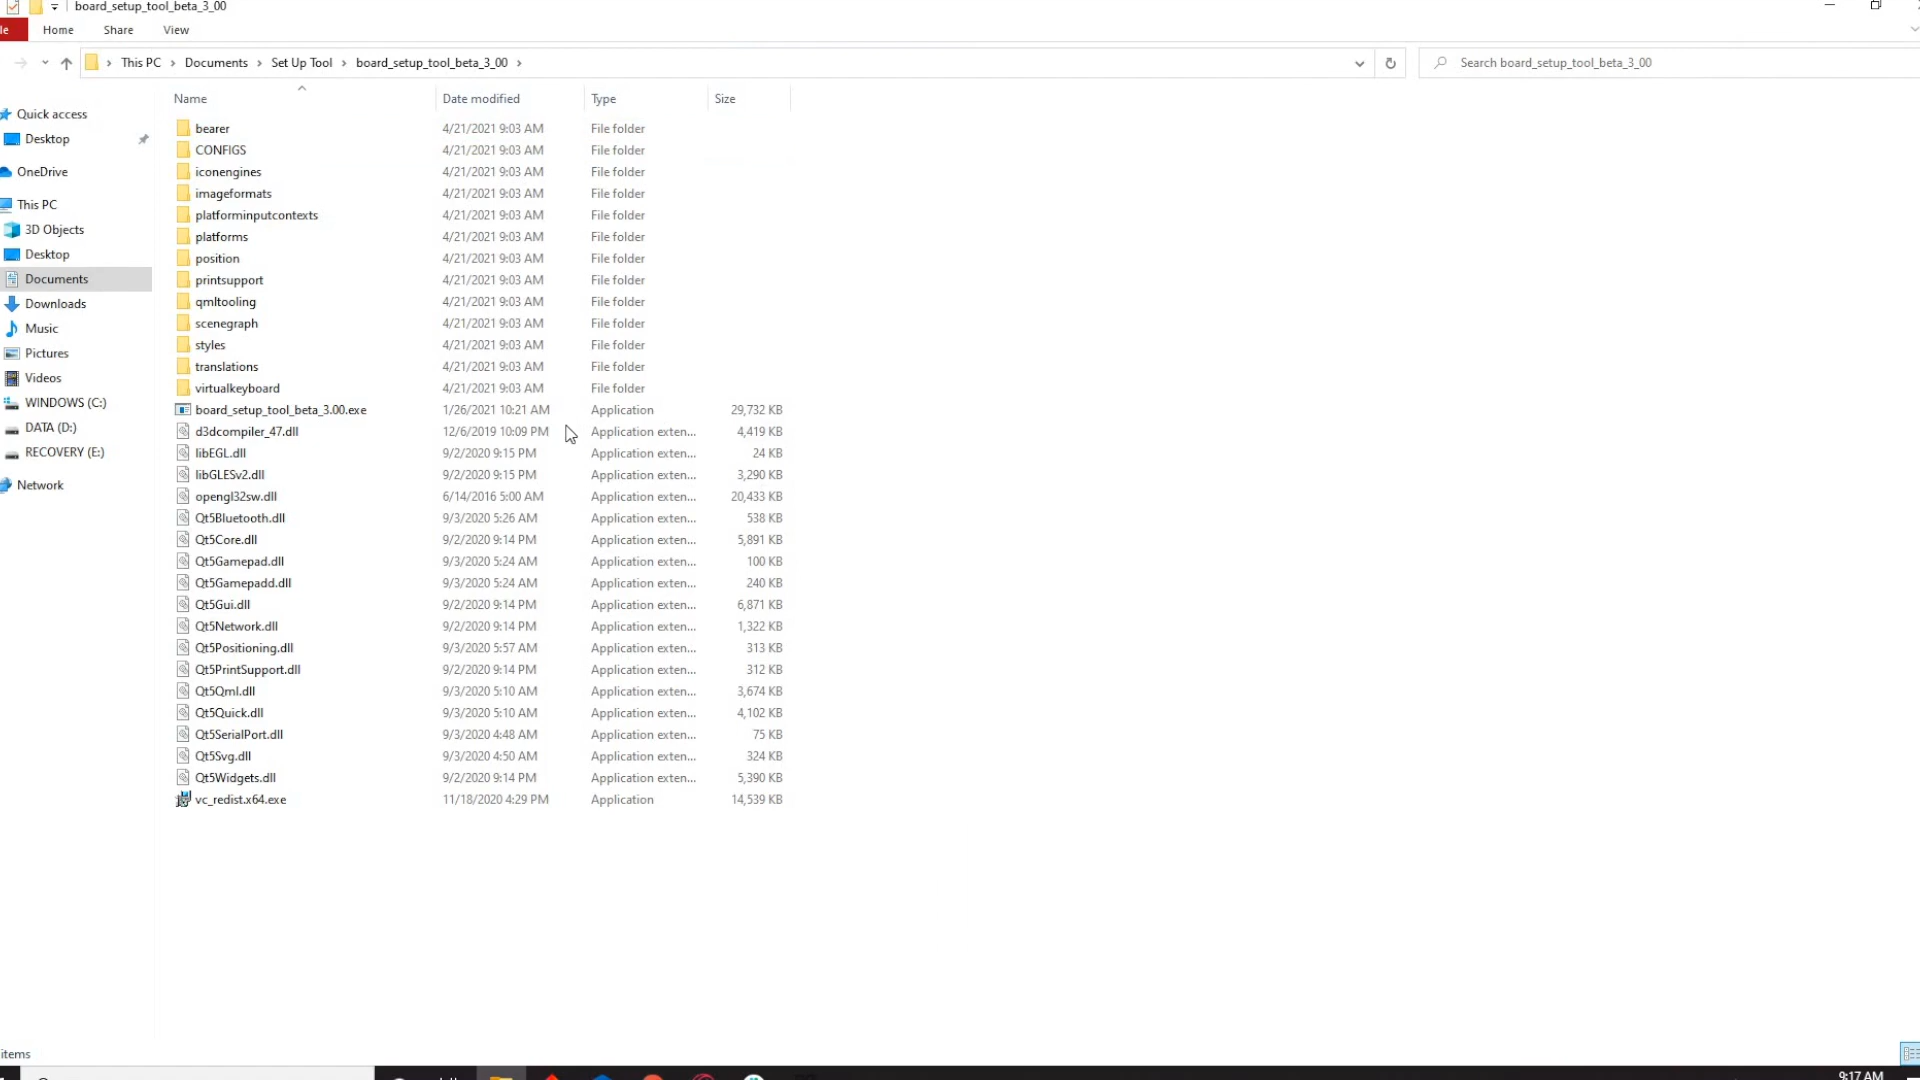 board_setup_tool_beta_3_00
le Home Share View
This PC Documents Set Up Tool board_setup_tool_beta_3_00 Search board_setup_tool_beta_3_00
Name Date modified Type Size
Quick access
Desktop
OneDrive
This PC
3D Objects
Desktop
Documents
Downloads
Music
Pictures
Videos
WINDOWS (C:)
DATA (D:)
RECOVERY (E:)
Network
bearer 4/21/2021 9:03 AM File folder
CONFIGS 4/21/2021 9:03 AM File folder
iconengines 4/21/2021 9:03 AM File folder
imageformats 4/21/2021 9:03 AM File folder
platforminputcontexts 4/21/2021 9:03 AM File folder
platforms 4/21/2021 9:03 AM File folder
position 4/21/2021 9:03 AM File folder
printsupport 4/21/2021 9:03 AM File folder
qmltooling 4/21/2021 9:03 AM File folder
scenegraph 4/21/2021 9:03 AM File folder
styles 4/21/2021 9:03 AM File folder
translations 4/21/2021 9:03 AM File folder
virtualkeyboard 4/21/2021 9:03 AM File folder
board_setup_tool_beta_3.00.exe 1/26/2021 10:21 AM Application 29,732 KB
d3dcompiler_47.dll 12/6/2019 10:09 PM Application exten... 4,419 KB
libEGL.dll 9/2/2020 9:15 PM Application exten... 24 KB
libGLESv2.dll 9/2/2020 9:15 PM Application exten... 3,290 KB
opengl32sw.dll 6/14/2016 5:00 AM Application exten... 20,433 KB
Qt5Bluetooth.dll 9/3/2020 5:26 AM Application exten... 538 KB
Qt5Core.dll 9/2/2020 9:14 PM Application exten... 5,891 KB
Qt5Gamepad.dll 9/3/2020 5:24 AM Application exten... 100 KB
Qt5Gamepadd.dll 9/3/2020 5:24 AM Application exten... 240 KB
Qt5Gui.dll 9/2/2020 9:14 PM Application exten... 6,871 KB
Qt5Network.dll 9/2/2020 9:14 PM Application exten... 1,322 KB
Qt5Positioning.dll 9/3/2020 5:57 AM Application exten... 313 KB
Qt5PrintSupport.dll 9/2/2020 9:14 PM Application exten... 312 KB
Qt5Qml.dll 9/3/2020 5:10 AM Application exten... 3,674 KB
Qt5Quick.dll 9/3/2020 5:10 AM Application exten... 4,102 KB
Qt5SerialPort.dll 9/3/2020 4:48 AM Application exten... 75 KB
Qt5Svg.dll 9/3/2020 4:50 AM Application exten... 324 KB
Qt5Widgets.dll 9/2/2020 9:14 PM Application exten... 5,390 KB
vc_redist.x64.exe 11/18/2020 4:29 PM Application 14,539 KB
items
9:17 AM